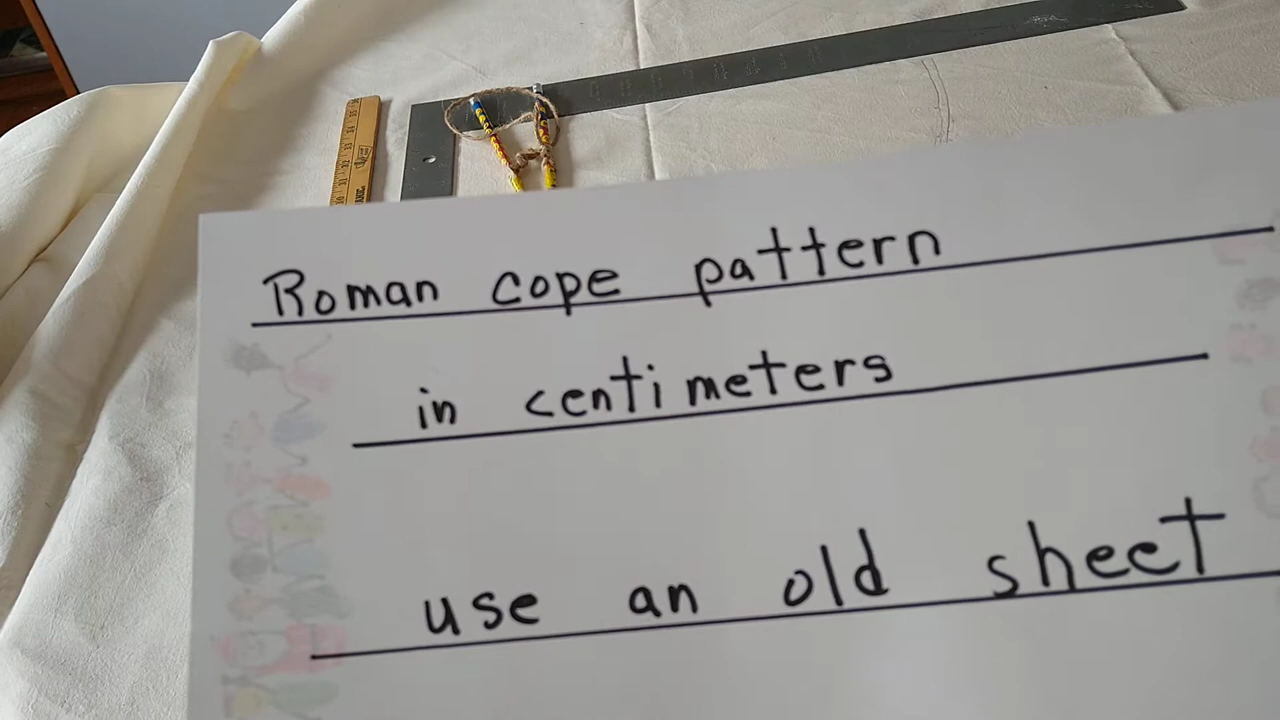 Roman cope pattern
in centimeters
use an old sheet